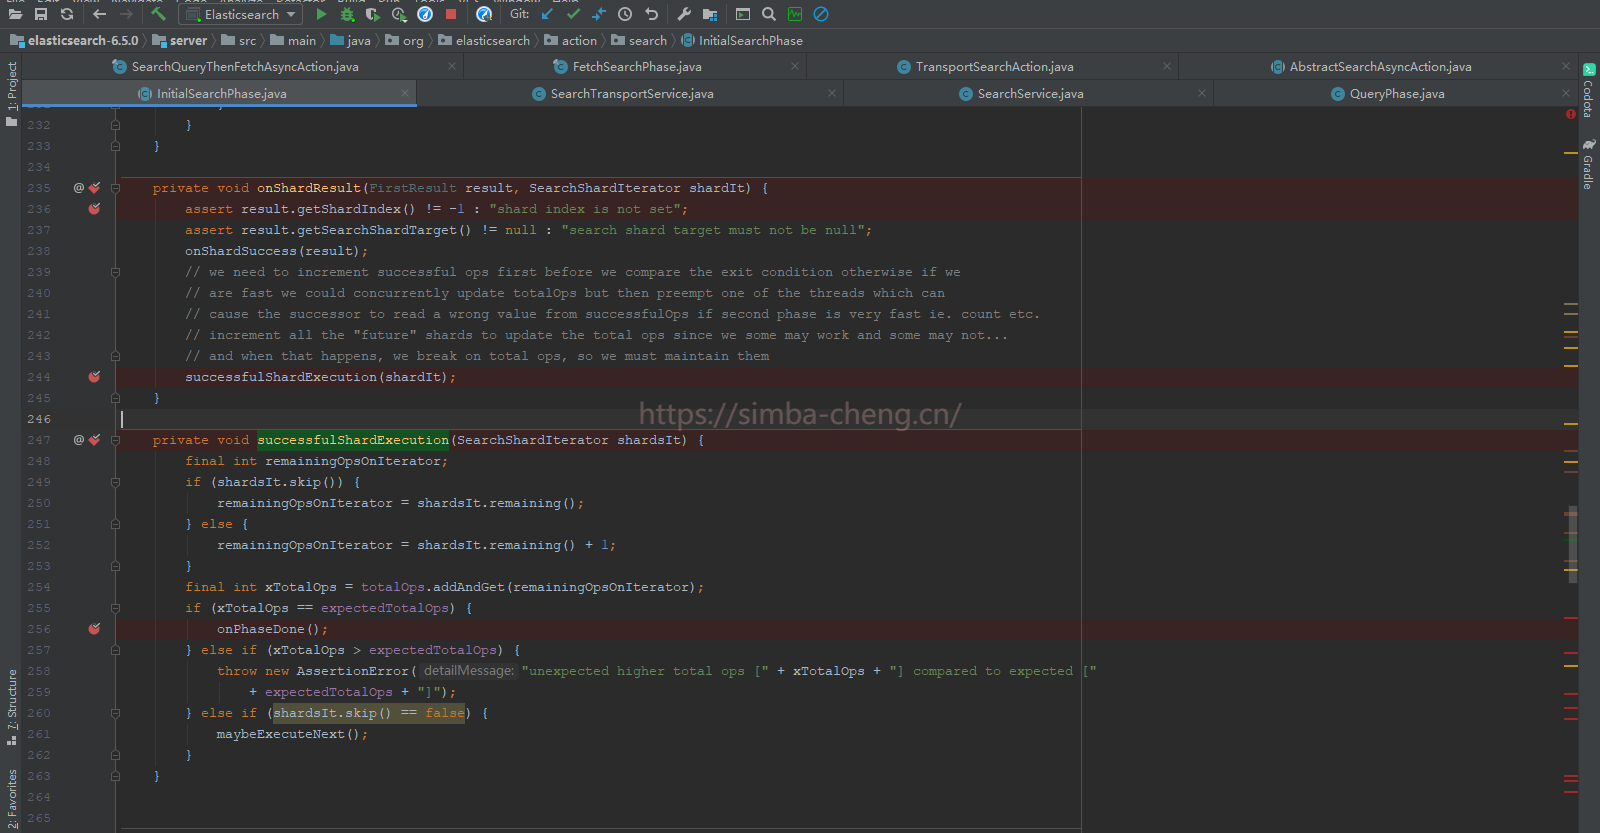 Elasticsearch
Git:
elasticsearch-6.5.0 server src main java org elasticsearch action search InitialSearchPhase
SearchQueryThenFetchAsyncAction.java FetchSearchPhase.java TransportSearchAction.java AbstractSearchAsyncAction.java
InitialSearchPhase.java SearchTransportService.java SearchService.java QueryPhase.java
1: Project
7: Structure
2: Favorites
Codota
Gradle
232 }
233 }
234
235 @ private void onShardResult(FirstResult result, SearchShardIterator shardIt) {
236 assert result.getShardIndex() != -1 : "shard index is not set";
237 assert result.getSearchShardTarget() != null : "search shard target must not be null";
238 onShardSuccess(result);
239 // we need to increment successful ops first before we compare the exit condition otherwise if we
240 // are fast we could concurrently update totalOps but then preempt one of the threads which can
241 // cause the successor to read a wrong value from successfulOps if second phase is very fast ie. count etc.
242 // increment all the "future" shards to update the total ops since we some may work and some may not...
243 // and when that happens, we break on total ops, so we must maintain them
244 successfulShardExecution(shardIt);
245 }
246
https://simba-cheng.cn/
247 @ private void successfulShardExecution(SearchShardIterator shardsIt) {
248 final int remainingOpsOnIterator;
249 if (shardsIt.skip()) {
250 remainingOpsOnIterator = shardsIt.remaining();
251 } else {
252 remainingOpsOnIterator = shardsIt.remaining() + 1;
253 }
254 final int xTotalOps = totalOps.addAndGet(remainingOpsOnIterator);
255 if (xTotalOps == expectedTotalOps) {
256 onPhaseDone();
257 } else if (xTotalOps > expectedTotalOps) {
258 throw new AssertionError( detailMessage: "unexpected higher total ops [" + xTotalOps + "] compared to expected ["
259 + expectedTotalOps + "]");
260 } else if (shardsIt.skip() == false) {
261 maybeExecuteNext();
262 }
263 }
264
265